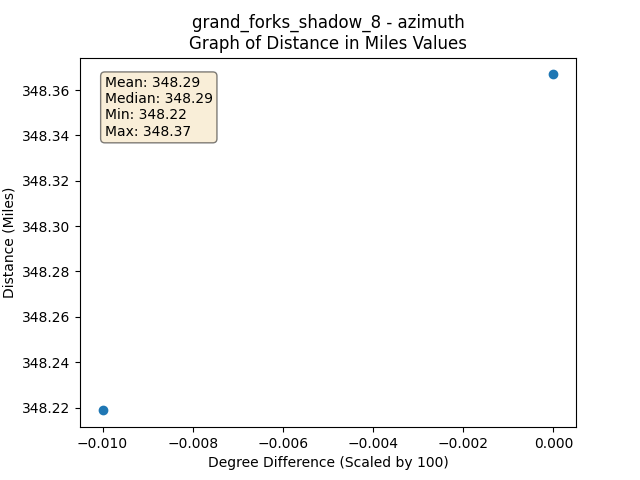 grand_forks_shadow_8 - azimuth
Graph of Distance in Miles Values
Mean: 348.29
Median: 348.29
Min: 348.22
Max: 348.37
348.36
348.34
348.32
348.30
348.28
348.26
348.24
348.22
Distance (Miles)
−0.010
−0.008
−0.006
−0.004
−0.002
0.000
Degree Difference (Scaled by 100)